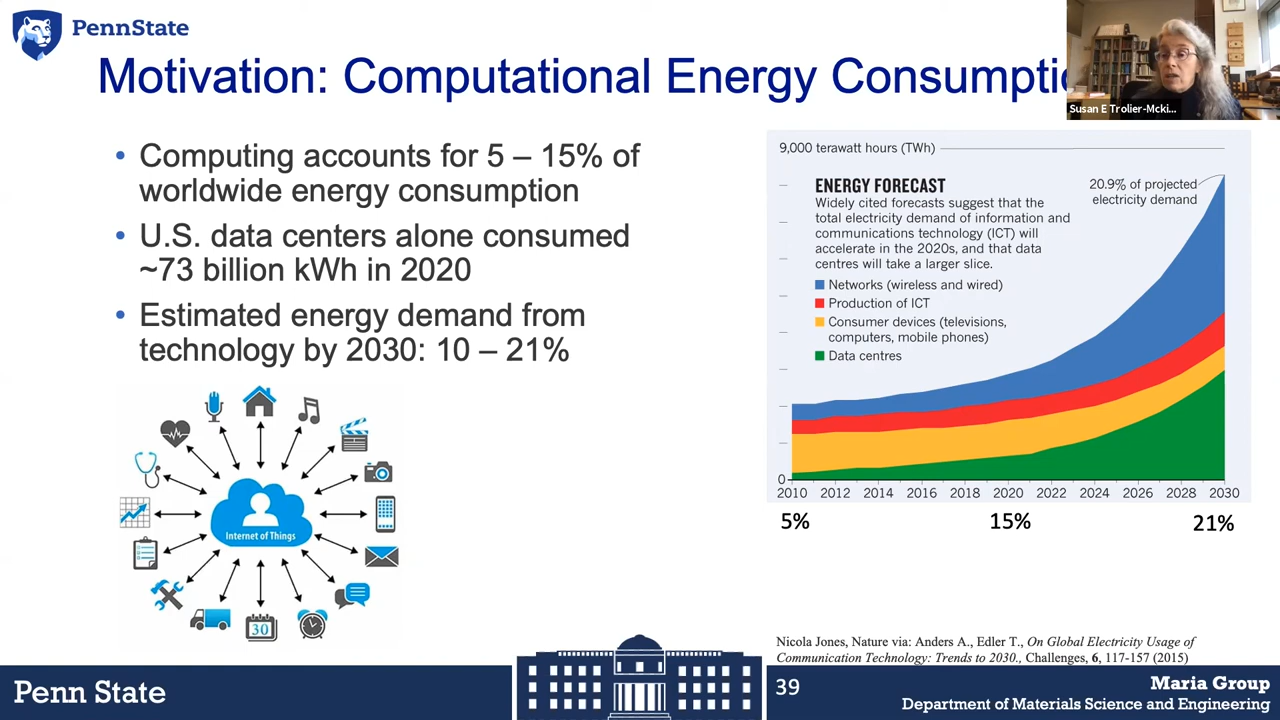 PennState
Motivation: Computational Energy Consumptio
Susan E Trolier-Mcki...
• Computing accounts for 5 – 15% of
worldwide energy consumption
• U.S. data centers alone consumed
~73 billion kWh in 2020
• Estimated energy demand from
technology by 2030: 10 – 21%
Internet of Things
30
9,000 terawatt hours (TWh)
ENERGY FORECAST
Widely cited forecasts suggest that the
total electricity demand of information and
communications technology (ICT) will
accelerate in the 2020s, and that data
centres will take a larger slice.
20.9% of projected
electricity demand
Networks (wireless and wired)
Production of ICT
Consumer devices (televisions,
computers, mobile phones)
Data centres
0
2010 2012 2014 2016 2018 2020 2022 2024 2026 2028 2030
5% 15% 21%
Nicola Jones, Nature via: Anders A., Edler T., On Global Electricity Usage of
Communication Technology: Trends to 2030., Challenges, 6, 117-157 (2015)
Penn State
39
Maria Group
Department of Materials Science and Engineering